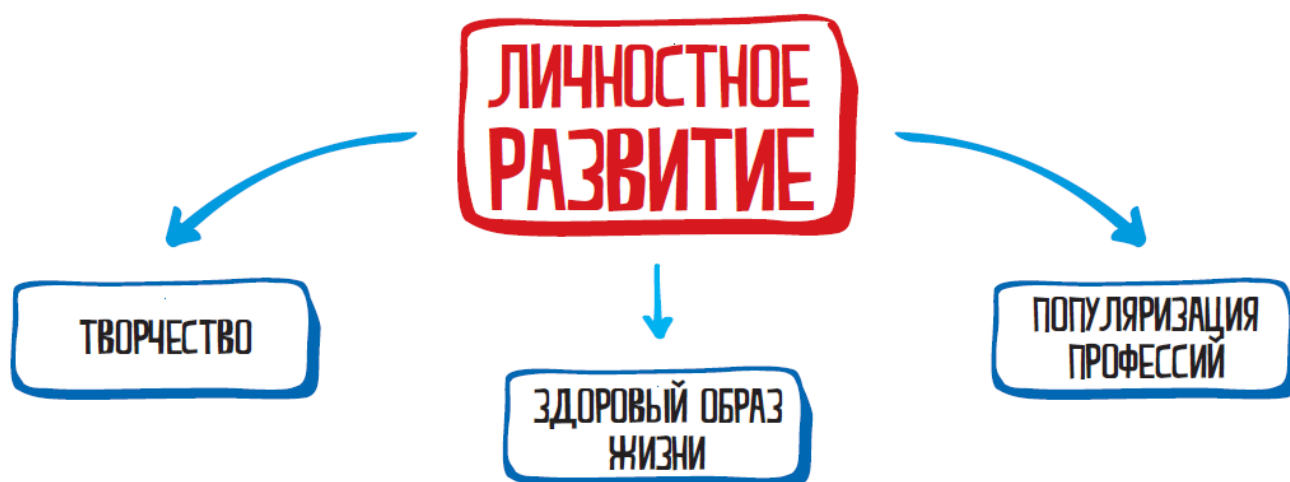 ЛИЧНОСТНОЕ
РАЗВИТИЕ
ТВОРЧЕСТВО
ЗДОРОВЫЙ ОБРАЗ
ЖИЗНИ
ПОПУЛЯРИЗАЦИЯ
ПРОФЕССИЙ